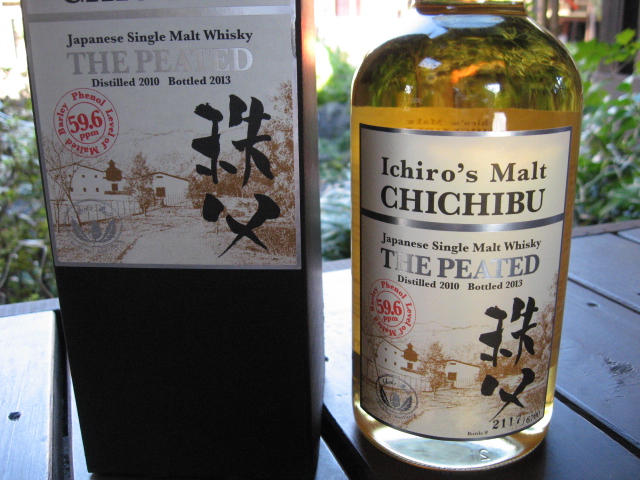 Japanese Single Malt Whisky
THE PEATED
Distilled 2010 Bottled 2013
Phenol Level of Malted Barley
59.6
ppm
秩父
Ichiro's Malt
CHICHIBU
Japanese Single Malt Whisky
THE PEATED
Distilled 2010 Bottled 2013
Phenol Level of Malted Barley
59.6
ppm
秩父
Bottle #
2117